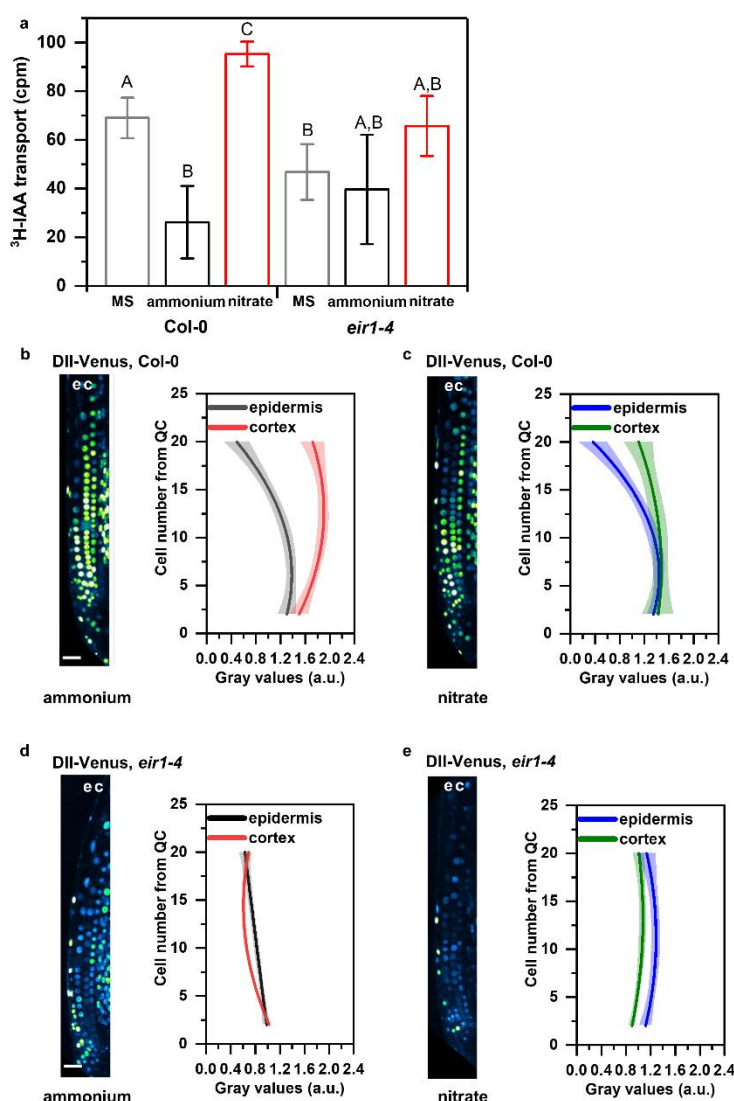 a
100
80
60
40
20
0
³H-IAA transport (cpm)
A
B
C
B
A,B
A,B
MS ammonium nitrate MS ammonium nitrate
Col-0 eir1-4
b DII-Venus, Col-0
e c
25
20
15
10
5
0
Cell number from QC
epidermis
cortex
0.0 0.4 0.8 1.2 1.6 2.0 2.4
Gray values (a.u.)
ammonium
c DII-Venus, Col-0
e c
25
20
15
10
5
0
Cell number from QC
epidermis
cortex
0.0 0.4 0.8 1.2 1.6 2.0 2.4
Gray values (a.u.)
nitrate
d DII-Venus, eir1-4
e c
25
20
15
10
5
0
Cell number from QC
epidermis
cortex
0.0 0.4 0.8 1.2 1.6 2.0 2.4
Gray values (a.u.)
ammonium
e DII-Venus, eir1-4
e c
25
20
15
10
5
0
Cell number from QC
epidermis
cortex
0.0 0.4 0.8 1.2 1.6 2.0 2.4
Gray values (a.u.)
nitrate